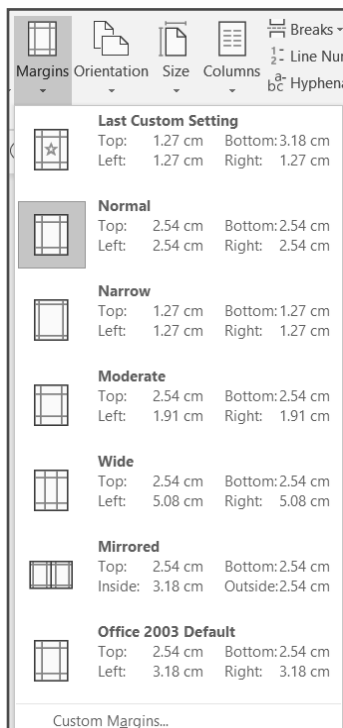 Breaks
Margins Orientation Size Columns
Line Nu
Hyphena
Last Custom Setting
Top: 1.27 cm Bottom: 3.18 cm
Left: 1.27 cm Right: 1.27 cm
Normal
Top: 2.54 cm Bottom: 2.54 cm
Left: 2.54 cm Right: 2.54 cm
Narrow
Top: 1.27 cm Bottom: 1.27 cm
Left: 1.27 cm Right: 1.27 cm
Moderate
Top: 2.54 cm Bottom: 2.54 cm
Left: 1.91 cm Right: 1.91 cm
Wide
Top: 2.54 cm Bottom: 2.54 cm
Left: 5.08 cm Right: 5.08 cm
Mirrored
Top: 2.54 cm Bottom: 2.54 cm
Inside: 3.18 cm Outside: 2.54 cm
Office 2003 Default
Top: 2.54 cm Bottom: 2.54 cm
Left: 3.18 cm Right: 3.18 cm
Custom Margins...